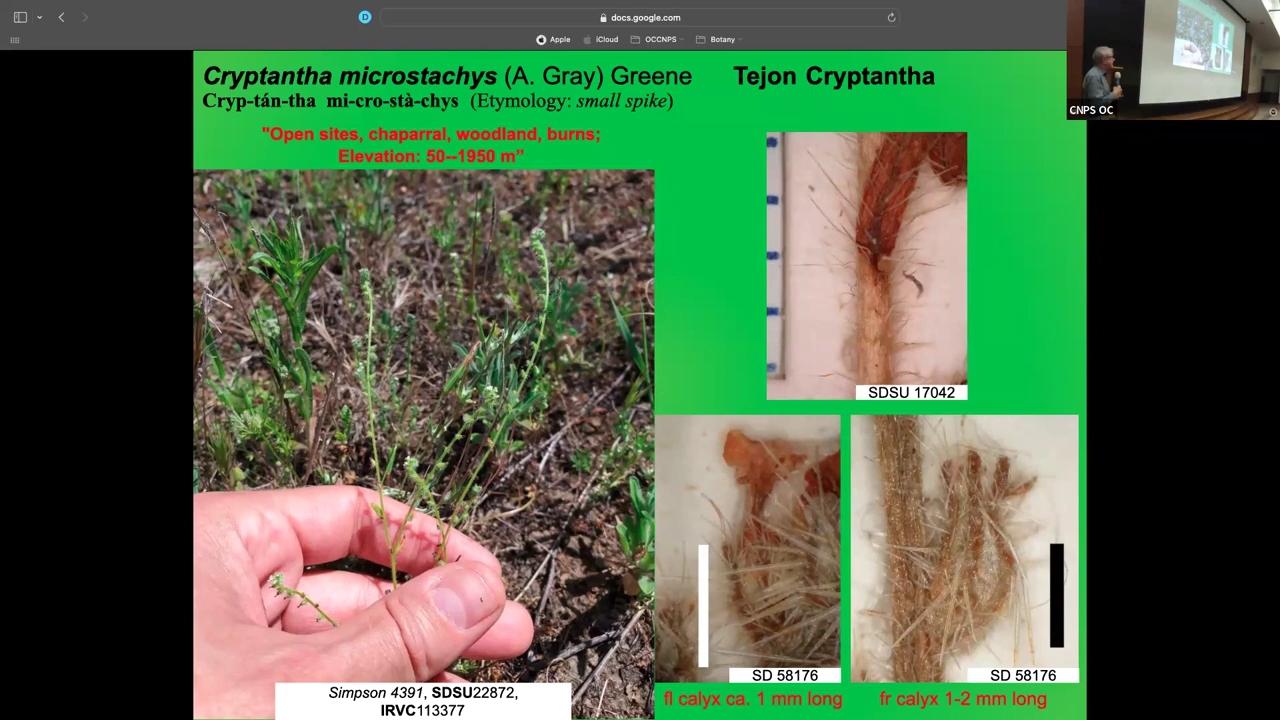 docs.google.com
Apple
iCloud
OCCNPS
Botany
CNPS OC
Cryptantha microstachys (A. Gray) Greene Tejon Cryptantha
Cryp-tán-tha mi-cro-stà-chys (Etymology: small spike)
"Open sites, chaparral, woodland, burns;
Elevation: 50--1950 m”
SDSU 17042
SD 58176
SD 58176
fl calyx ca. 1 mm long
fr calyx 1-2 mm long
Simpson 4391, SDSU22872,
IRVC113377